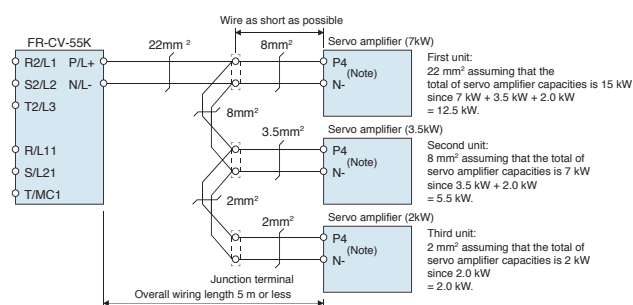 Wire as short as possible
FR-CV-55K
22mm²
8mm²
Servo amplifier (7kW)
R2/L1 P/L+
S2/L2 N/L-
T2/L3
R/L11
S/L21
T/MC1
P4
(Note)
N-
First unit:
22 mm² assuming that the
total of servo amplifier capacities is 15 kW
since 7 kW + 3.5 kW + 2.0 kW
= 12.5 kW.
8mm²
3.5mm²
Servo amplifier (3.5kW)
P4
(Note)
N-
Second unit:
8 mm² assuming that the total of
servo amplifier capacities is 7 kW
since 3.5 kW + 2.0 kW
= 5.5 kW.
2mm²
2mm²
Servo amplifier (2kW)
P4
(Note)
N-
Third unit:
2 mm² assuming that the total of
servo amplifier capacities is 2 kW
since 2.0 kW
= 2.0 kW.
Junction terminal
Overall wiring length 5 m or less